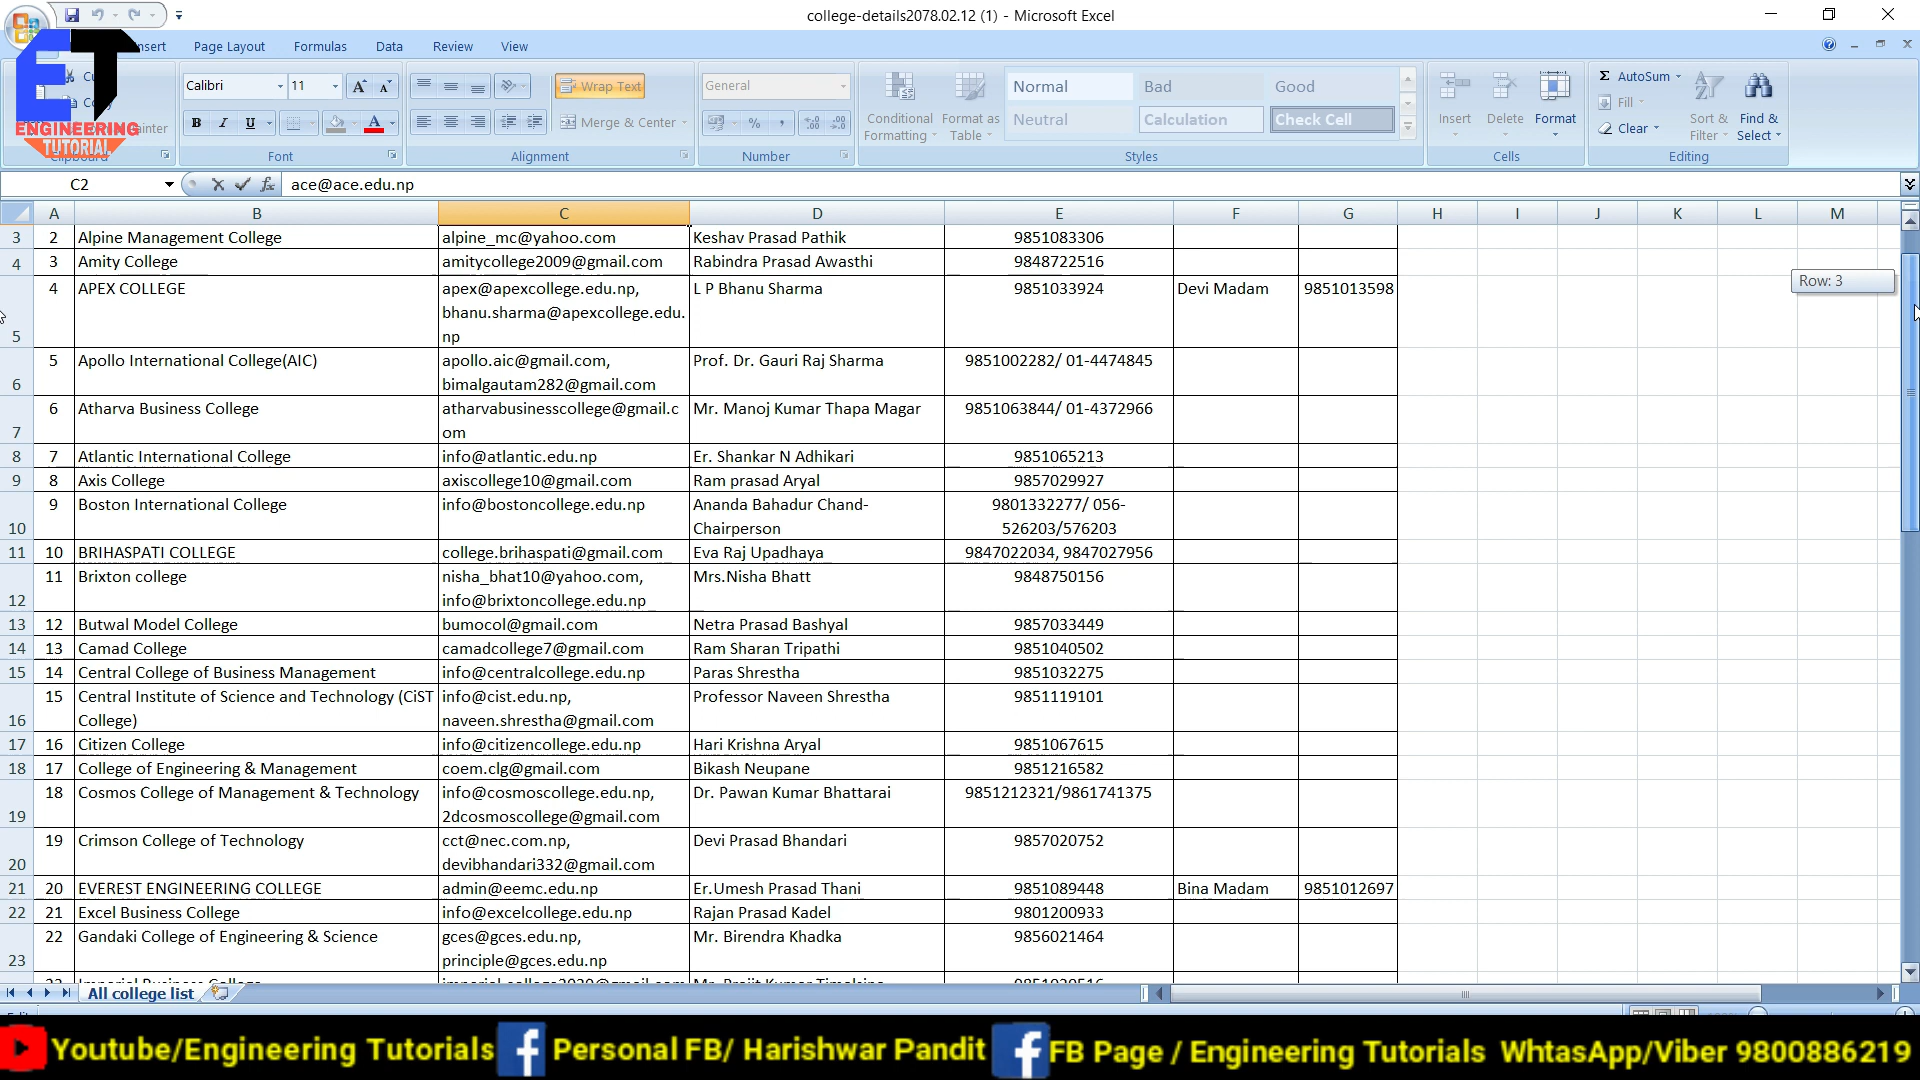 college-details2078.02.12 (1) - Microsoft Excel
Insert Page Layout Formulas Data Review View
ET
ENGINEERING
TUTORIAL
Calibri 11 Wrap Text General Conditional Formatting Format as Table Normal Bad Good Insert Delete Format Σ AutoSum Sort & Filter Find & Select
B I U A Merge & Center % , Neutral Calculation Check Cell Fill
Clear
Clipboard Font Alignment Number Styles Cells Editing
C2 fx ace@ace.edu.np
A B C D E F G H I J K L M
3 2 Alpine Management College alpine_mc@yahoo.com Keshav Prasad Pathik 9851083306
4 3 Amity College amitycollege2009@gmail.com Rabindra Prasad Awasthi 9848722516
Row: 3
5 4 APEX COLLEGE apex@apexcollege.edu.np, L P Bhanu Sharma 9851033924 Devi Madam 9851013598
bhanu.sharma@apexcollege.edu.
np
6 5 Apollo International College(AIC) apollo.aic@gmail.com, Prof. Dr. Gauri Raj Sharma 9851002282/ 01-4474845
bimalgautam282@gmail.com
7 6 Atharva Business College atharvabusinesscollege@gmail.c Mr. Manoj Kumar Thapa Magar 9851063844/ 01-4372966
om
8 7 Atlantic International College info@atlantic.edu.np Er. Shankar N Adhikari 9851065213
9 8 Axis College axiscollege10@gmail.com Ram prasad Aryal 9857029927
10 9 Boston International College info@bostoncollege.edu.np Ananda Bahadur Chand- 9801332277/ 056-
Chairperson 526203/576203
11 10 BRIHASPATI COLLEGE college.brihaspati@gmail.com Eva Raj Upadhaya 9847022034, 9847027956
12 11 Brixton college nisha_bhat10@yahoo.com, Mrs.Nisha Bhatt 9848750156
info@brixtoncollege.edu.np
13 12 Butwal Model College bumocol@gmail.com Netra Prasad Bashyal 9857033449
14 13 Camad College camadcollege7@gmail.com Ram Sharan Tripathi 9851040502
15 14 Central College of Business Management info@centralcollege.edu.np Paras Shrestha 9851032275
16 15 Central Institute of Science and Technology (CiST info@cist.edu.np, Professor Naveen Shrestha 9851119101
College) naveen.shrestha@gmail.com
17 16 Citizen College info@citizencollege.edu.np Hari Krishna Aryal 9851067615
18 17 College of Engineering & Management coem.clg@gmail.com Bikash Neupane 9851216582
19 18 Cosmos College of Management & Technology info@cosmoscollege.edu.np, Dr. Pawan Kumar Bhattarai 9851212321/9861741375
2dcosmoscollege@gmail.com
20 19 Crimson College of Technology cct@nec.com.np, Devi Prasad Bhandari 9857020752
devibhandari332@gmail.com
21 20 EVEREST ENGINEERING COLLEGE admin@eemc.edu.np Er.Umesh Prasad Thani 9851089448 Bina Madam 9851012697
22 21 Excel Business College info@excelcollege.edu.np Rajan Prasad Kadel 9801200933
23 22 Gandaki College of Engineering & Science gces@gces.edu.np, Mr. Birendra Khadka 9856021464
principle@gces.edu.np
All college list
Youtube/Engineering Tutorials Personal FB/ Harishwar Pandit FB Page / Engineering Tutorials WhtasApp/Viber 9800886219